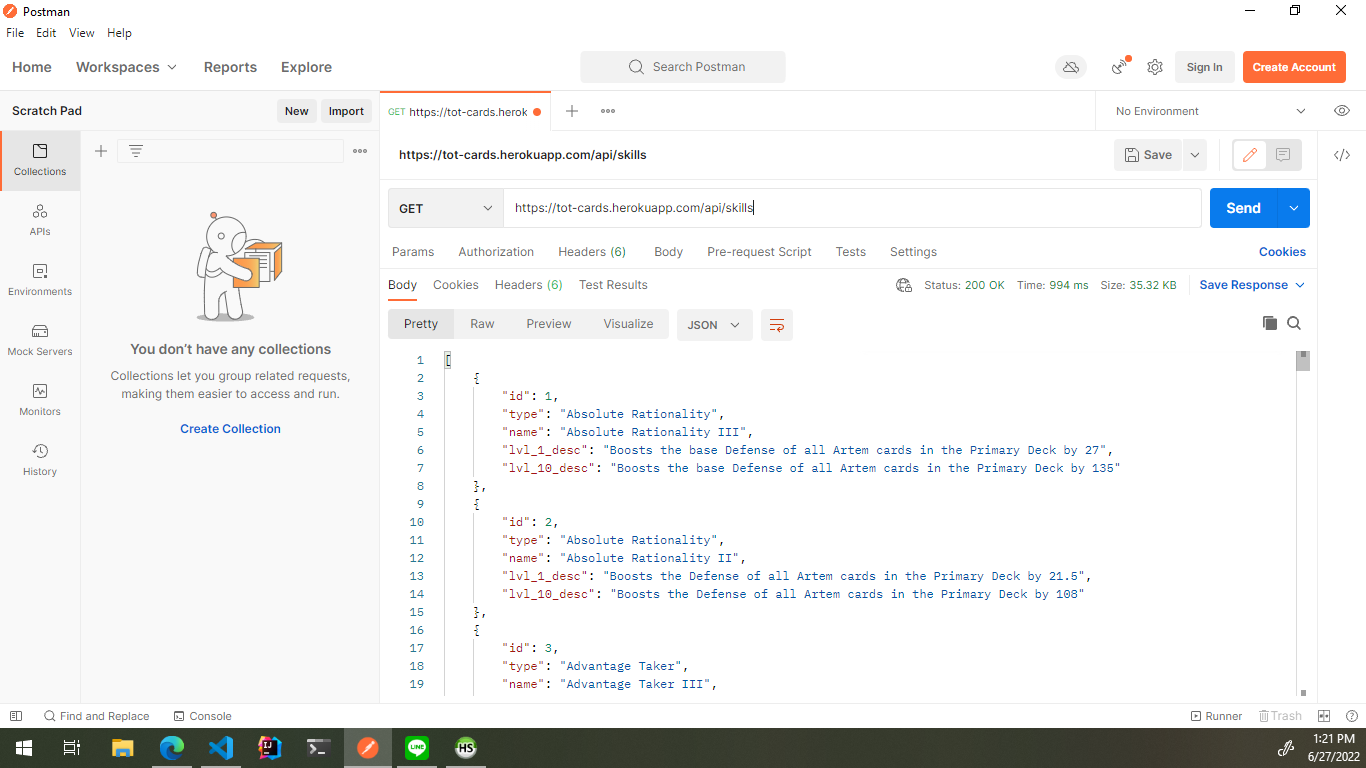 Postman
File Edit View Help
Home Workspaces Reports Explore Search Postman Sign In Create Account
Scratch Pad New Import GET https://tot-cards.herok No Environment
https://tot-cards.herokuapp.com/api/skills Save
GET https://tot-cards.herokuapp.com/api/skills Send
Params Authorization Headers (6) Body Pre-request Script Tests Settings Cookies
Body Cookies Headers (6) Test Results Status: 200 OK Time: 994 ms Size: 35.32 KB Save Response
Pretty Raw Preview Visualize JSON
Collections
APIs
Environments
Mock Servers
Monitors
History
You don't have any collections
Collections let you group related requests,
making them easier to access and run.
Create Collection
1 [
2 {
3 "id": 1,
4 "type": "Absolute Rationality",
5 "name": "Absolute Rationality III",
6 "lvl_1_desc": "Boosts the base Defense of all Artem cards in the Primary Deck by 27",
7 "lvl_10_desc": "Boosts the base Defense of all Artem cards in the Primary Deck by 135"
8 },
9 {
10 "id": 2,
11 "type": "Absolute Rationality",
12 "name": "Absolute Rationality II",
13 "lvl_1_desc": "Boosts the Defense of all Artem cards in the Primary Deck by 21.5",
14 "lvl_10_desc": "Boosts the Defense of all Artem cards in the Primary Deck by 108"
15 },
16 {
17 "id": 3,
18 "type": "Advantage Taker",
19 "name": "Advantage Taker III",
Find and Replace Console Runner Trash
LINE HS
1:21 PM
6/27/2022